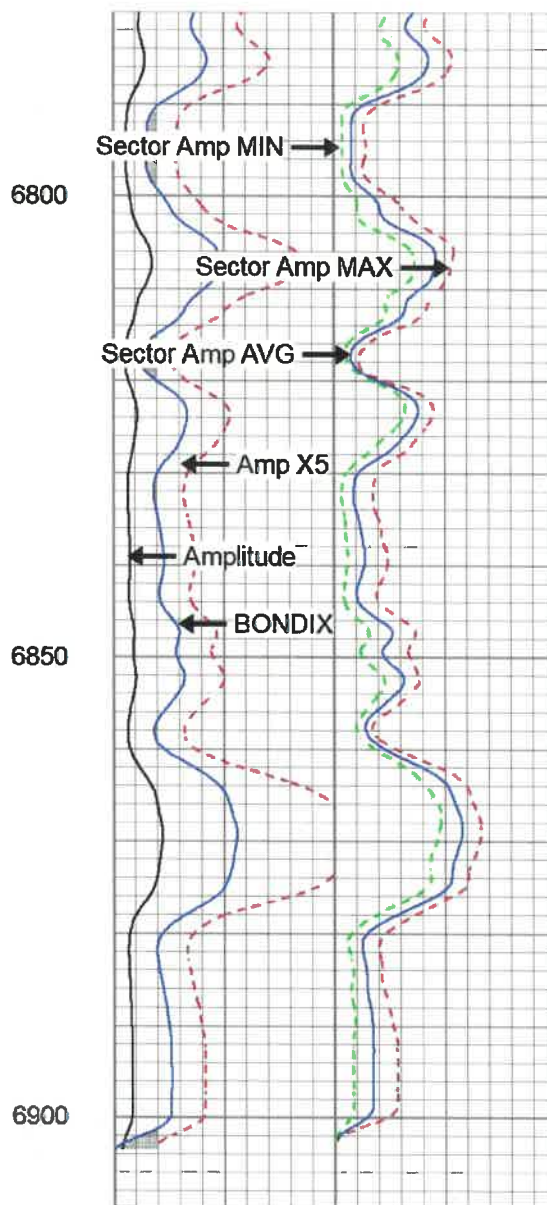 Sector Amp MIN
6800
Sector Amp MAX
Sector Amp AVG
Amp X5
Amplitude
BONDIX
6850
6900